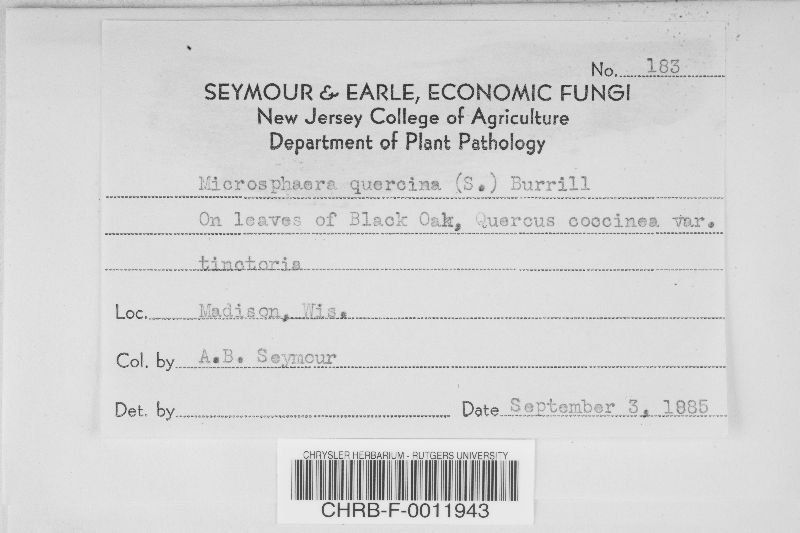 No. 183
SEYMOUR & EARLE, ECONOMIC FUNGI
New Jersey College of Agriculture
Department of Plant Pathology
Microsphaera quercina (S.) Burrill
On leaves of Black Oak, Quercus coccinea var.
tinctoria
Loc. Madison, Wis.
Col. by A.B. Seymour
Det. by Date September 3, 1885
CHRYSLER HERBARIUM - RUTGERS UNIVERSITY
CHRB-F-0011943